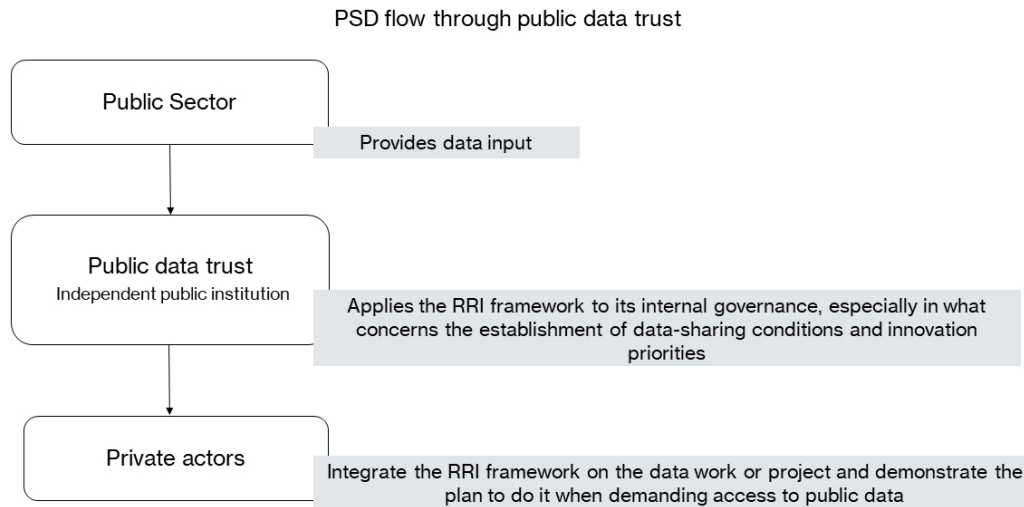 PSD flow through public data trust
Public Sector
Provides data input
Public data trust
Independent public institution
Applies the RRI framework to its internal governance, especially in what
concerns the establishment of data-sharing conditions and innovation
priorities
Private actors
Integrate the RRI framework on the data work or project and demonstrate the
plan to do it when demanding access to public data